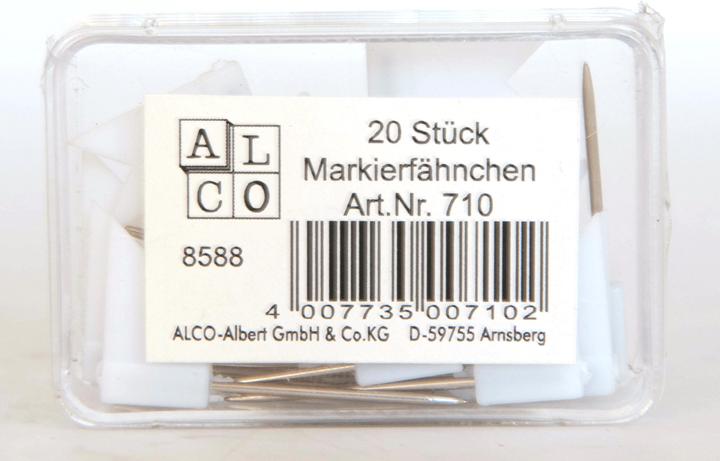 AL
CO
20 Stück
Markierfähnchen
Art.Nr. 710
8588
4 007735 007102
ALCO-Albert GmbH & Co.KG D-59755 Arnsberg